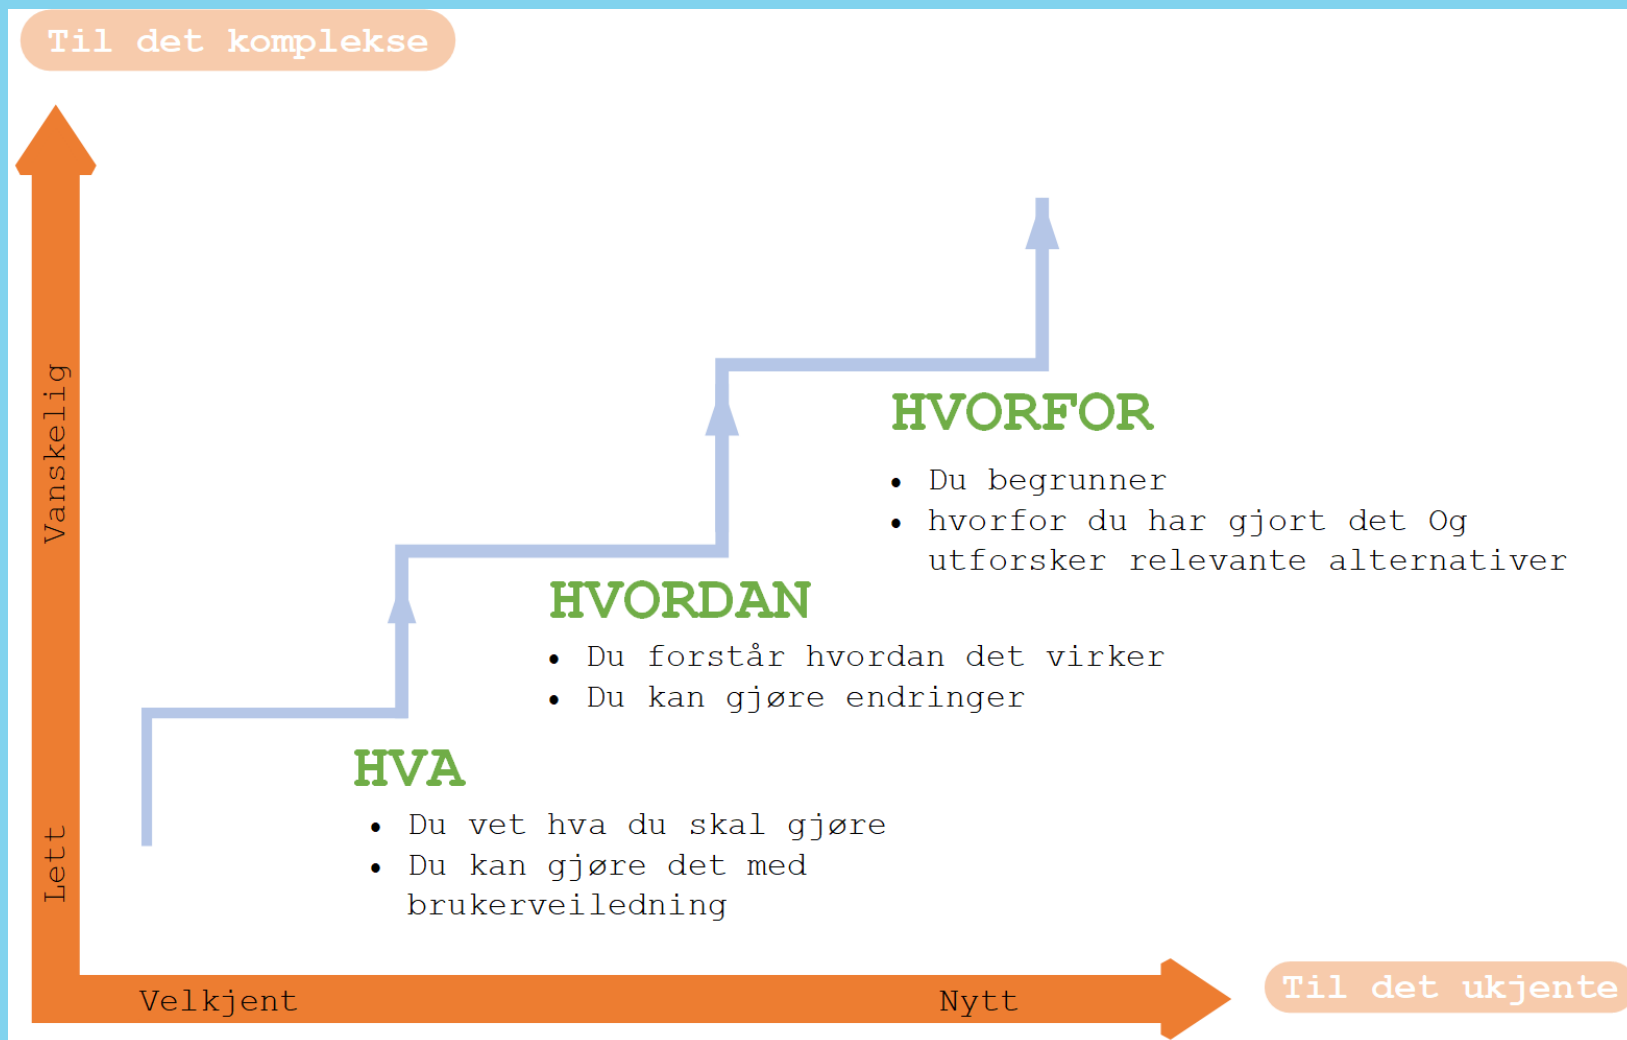 Til det komplekse
Vanskelig
Lett
HVORFOR
• Du begrunner
• hvorfor du har gjort det Og
utforsker relevante alternativer
HVORDAN
• Du forstår hvordan det virker
• Du kan gjøre endringer
HVA
• Du vet hva du skal gjøre
• Du kan gjøre det med
brukerveiledning
Velkjent
Nytt
Til det ukjente